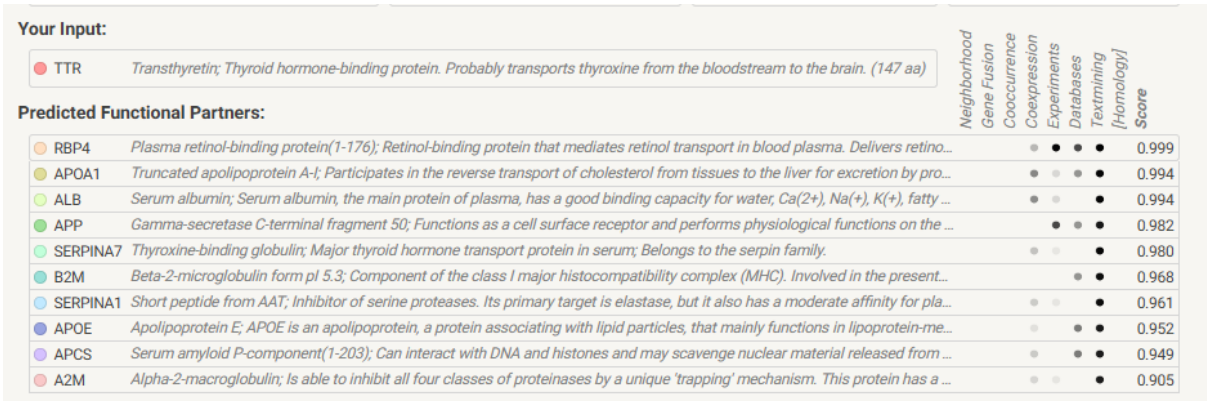 Your Input:
Neighborhood
Gene Fusion
Cooccurrence
Coexpression
Experiments
Databases
Textmining
[Homology]
Score
TTR Transthyretin; Thyroid hormone-binding protein. Probably transports thyroxine from the bloodstream to the brain. (147 aa)
Predicted Functional Partners:
RBP4 Plasma retinol-binding protein(1-176); Retinol-binding protein that mediates retinol transport in blood plasma. Delivers retino... 0.999
APOA1 Truncated apolipoprotein A-I; Participates in the reverse transport of cholesterol from tissues to the liver for excretion by pro... 0.994
ALB Serum albumin; Serum albumin, the main protein of plasma, has a good binding capacity for water, Ca(2+), Na(+), K(+), fatty ... 0.994
APP Gamma-secretase C-terminal fragment 50; Functions as a cell surface receptor and performs physiological functions on the ... 0.982
SERPINA7 Thyroxine-binding globulin; Major thyroid hormone transport protein in serum; Belongs to the serpin family. 0.980
B2M Beta-2-microglobulin form pI 5.3; Component of the class I major histocompatibility complex (MHC). Involved in the present... 0.968
SERPINA1 Short peptide from AAT; Inhibitor of serine proteases. Its primary target is elastase, but it also has a moderate affinity for pla... 0.961
APOE Apolipoprotein E; APOE is an apolipoprotein, a protein associating with lipid particles, that mainly functions in lipoprotein-me... 0.952
APCS Serum amyloid P-component(1-203); Can interact with DNA and histones and may scavenge nuclear material released from ... 0.949
A2M Alpha-2-macroglobulin; Is able to inhibit all four classes of proteinases by a unique 'trapping' mechanism. This protein has a ... 0.905